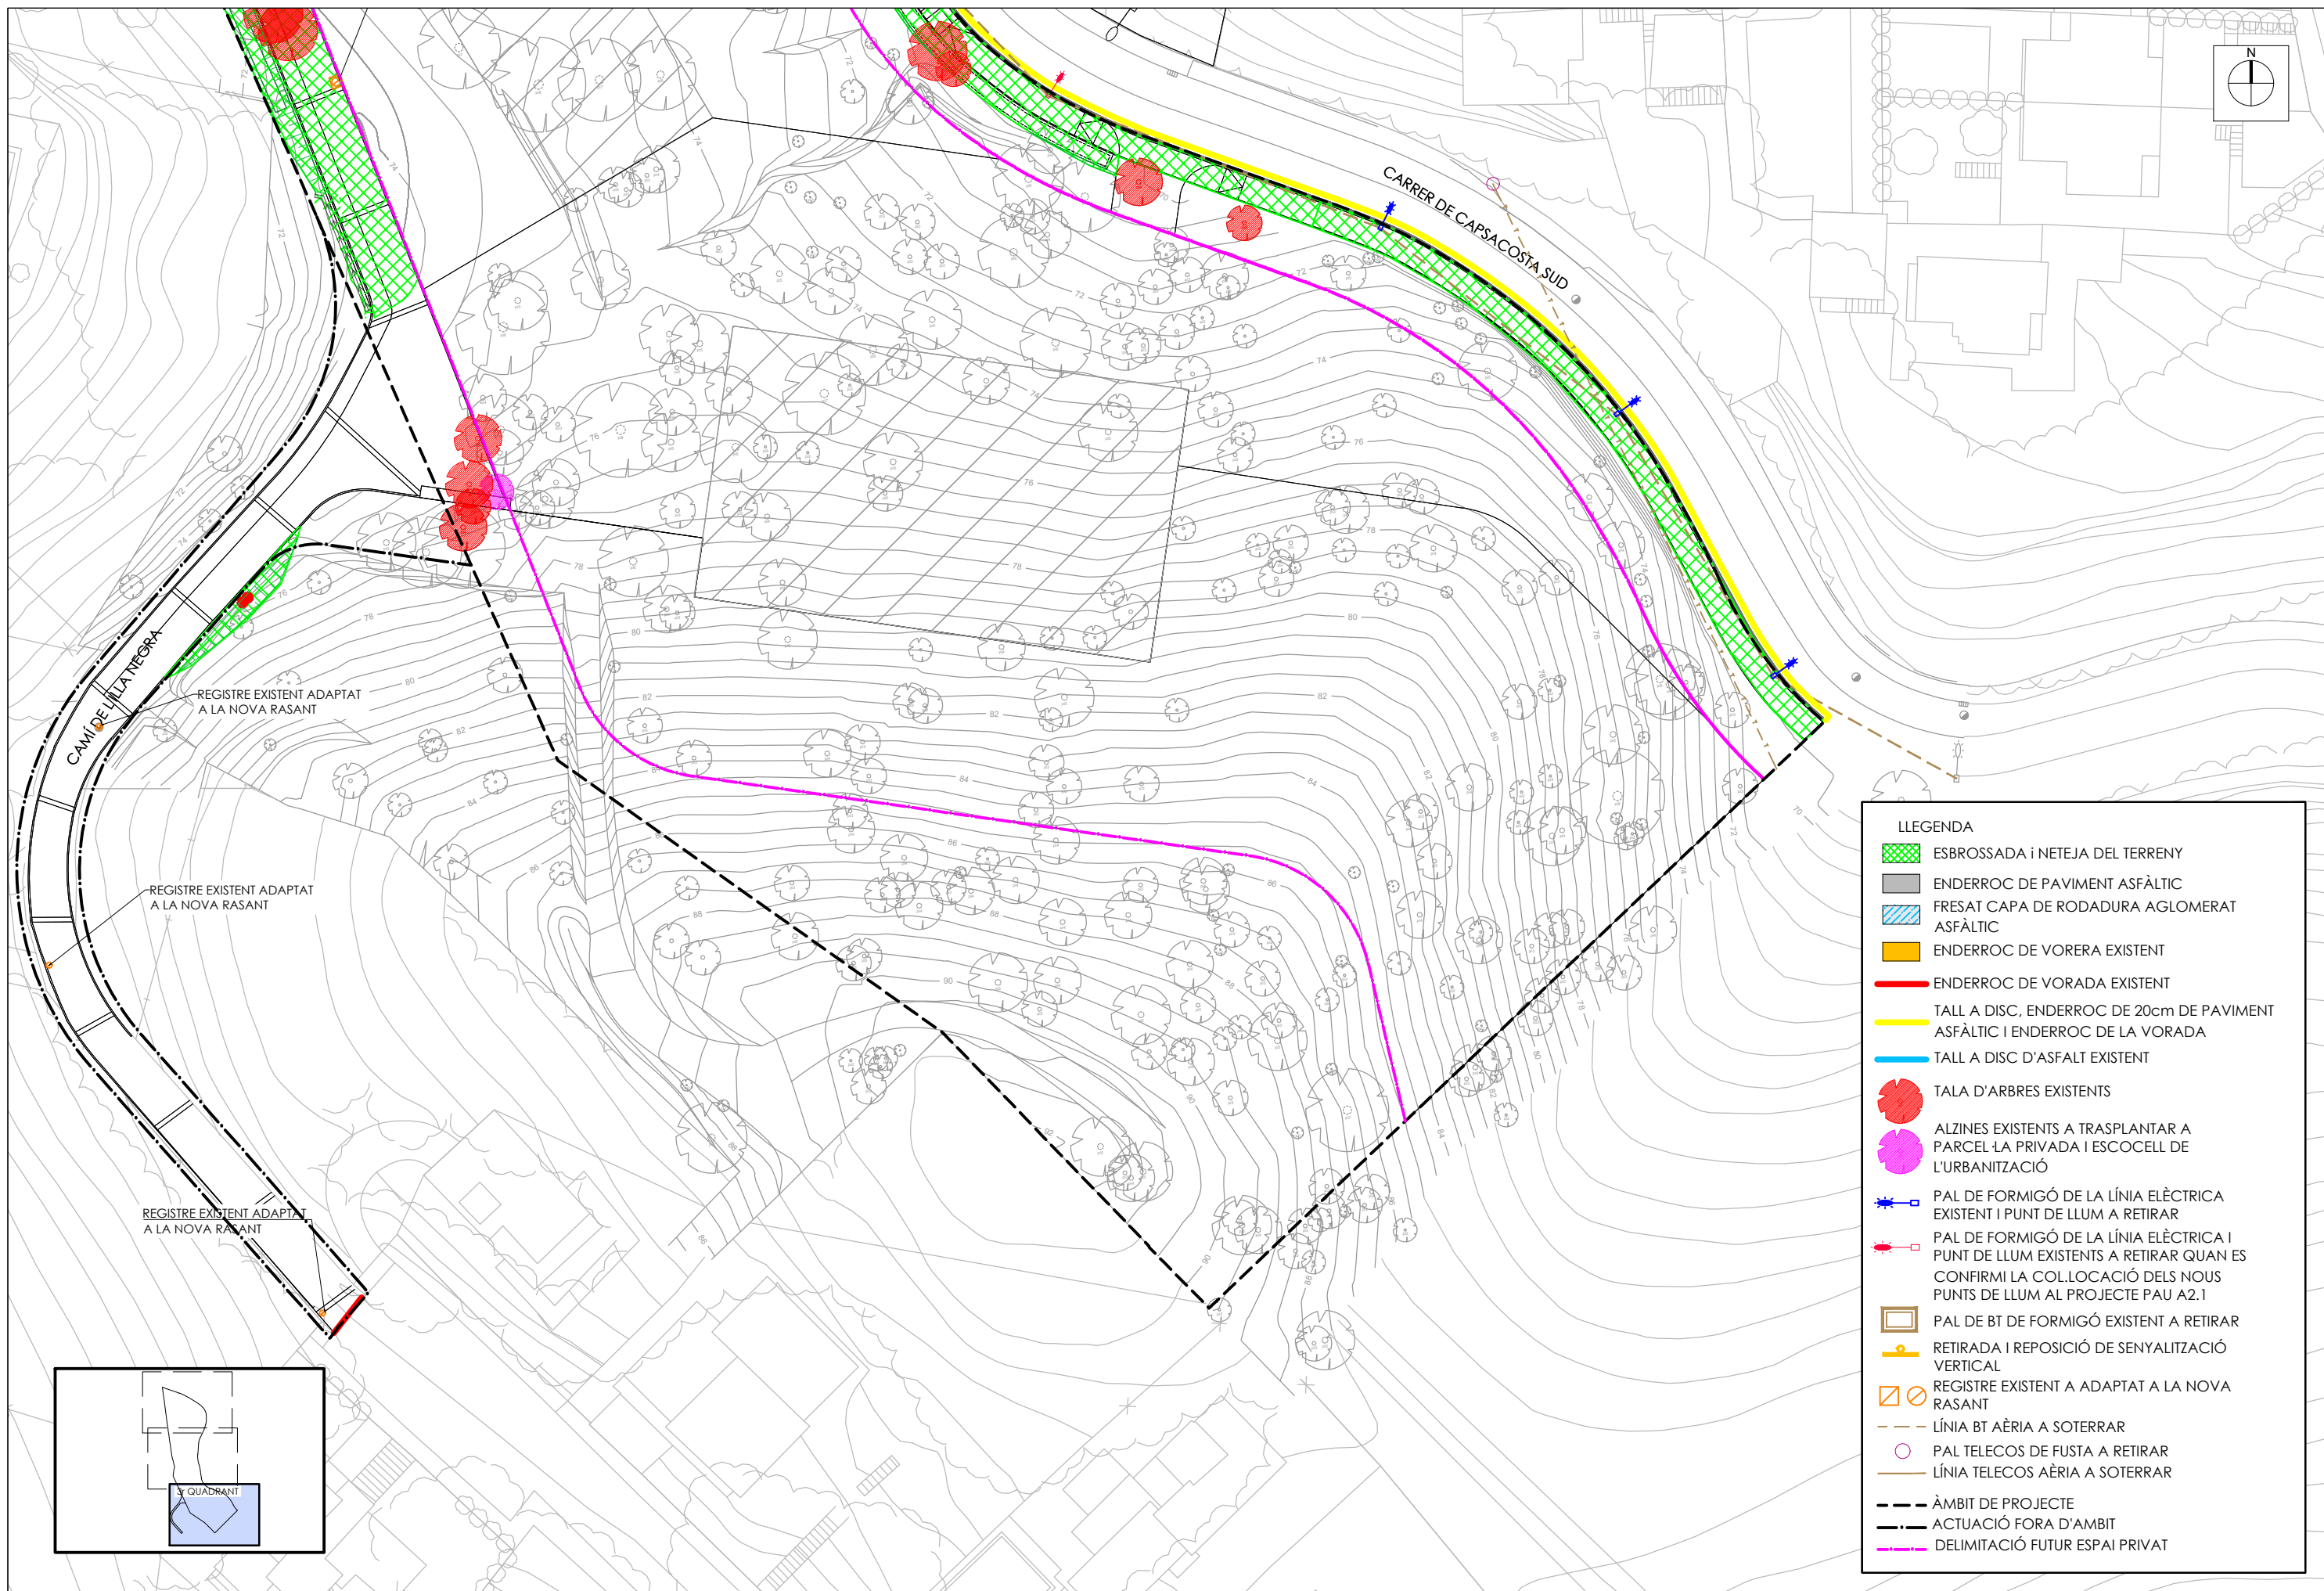 N
CARRER DE CAPSACOSTA SUD
CAMÍ DE L'ILLA NEGRA
REGISTRE EXISTENT ADAPTAT
A LA NOVA RASANT
REGISTRE EXISTENT ADAPTAT
A LA NOVA RASANT
REGISTRE EXISTENT ADAPTAT
A LA NOVA RASANT
3r QUADRANT
LLEGENDA
ESBROSSADA i NETEJA DEL TERRENY
ENDERROC DE PAVIMENT ASFÀLTIC
FRESAT CAPA DE RODADURA AGLOMERAT
ASFÀLTIC
ENDERROC DE VORERA EXISTENT
ENDERROC DE VORADA EXISTENT
TALL A DISC, ENDERROC DE 20cm DE PAVIMENT
ASFÀLTIC I ENDERROC DE LA VORADA
TALL A DISC D'ASFALT EXISTENT
TALA D'ARBRES EXISTENTS
ALZINES EXISTENTS A TRASPLANTAR A
PARCEL·LA PRIVADA I ESCOCELL DE
L'URBANITZACIÓ
PAL DE FORMIGÓ DE LA LÍNIA ELÈCTRICA
EXISTENT I PUNT DE LLUM A RETIRAR
PAL DE FORMIGÓ DE LA LÍNIA ELÈCTRICA I
PUNT DE LLUM EXISTENTS A RETIRAR QUAN ES
CONFIRMI LA COL.LOCACIÓ DELS NOUS
PUNTS DE LLUM AL PROJECTE PAU A2.1
PAL DE BT DE FORMIGÓ EXISTENT A RETIRAR
RETIRADA I REPOSICIÓ DE SENYALITZACIÓ
VERTICAL
REGISTRE EXISTENT A ADAPTAT A LA NOVA
RASANT
LÍNIA BT AÈRIA A SOTERRAR
PAL TELECOS DE FUSTA A RETIRAR
LÍNIA TELECOS AÈRIA A SOTERRAR
ÀMBIT DE PROJECTE
ACTUACIÓ FORA D'AMBIT
DELIMITACIÓ FUTUR ESPAI PRIVAT